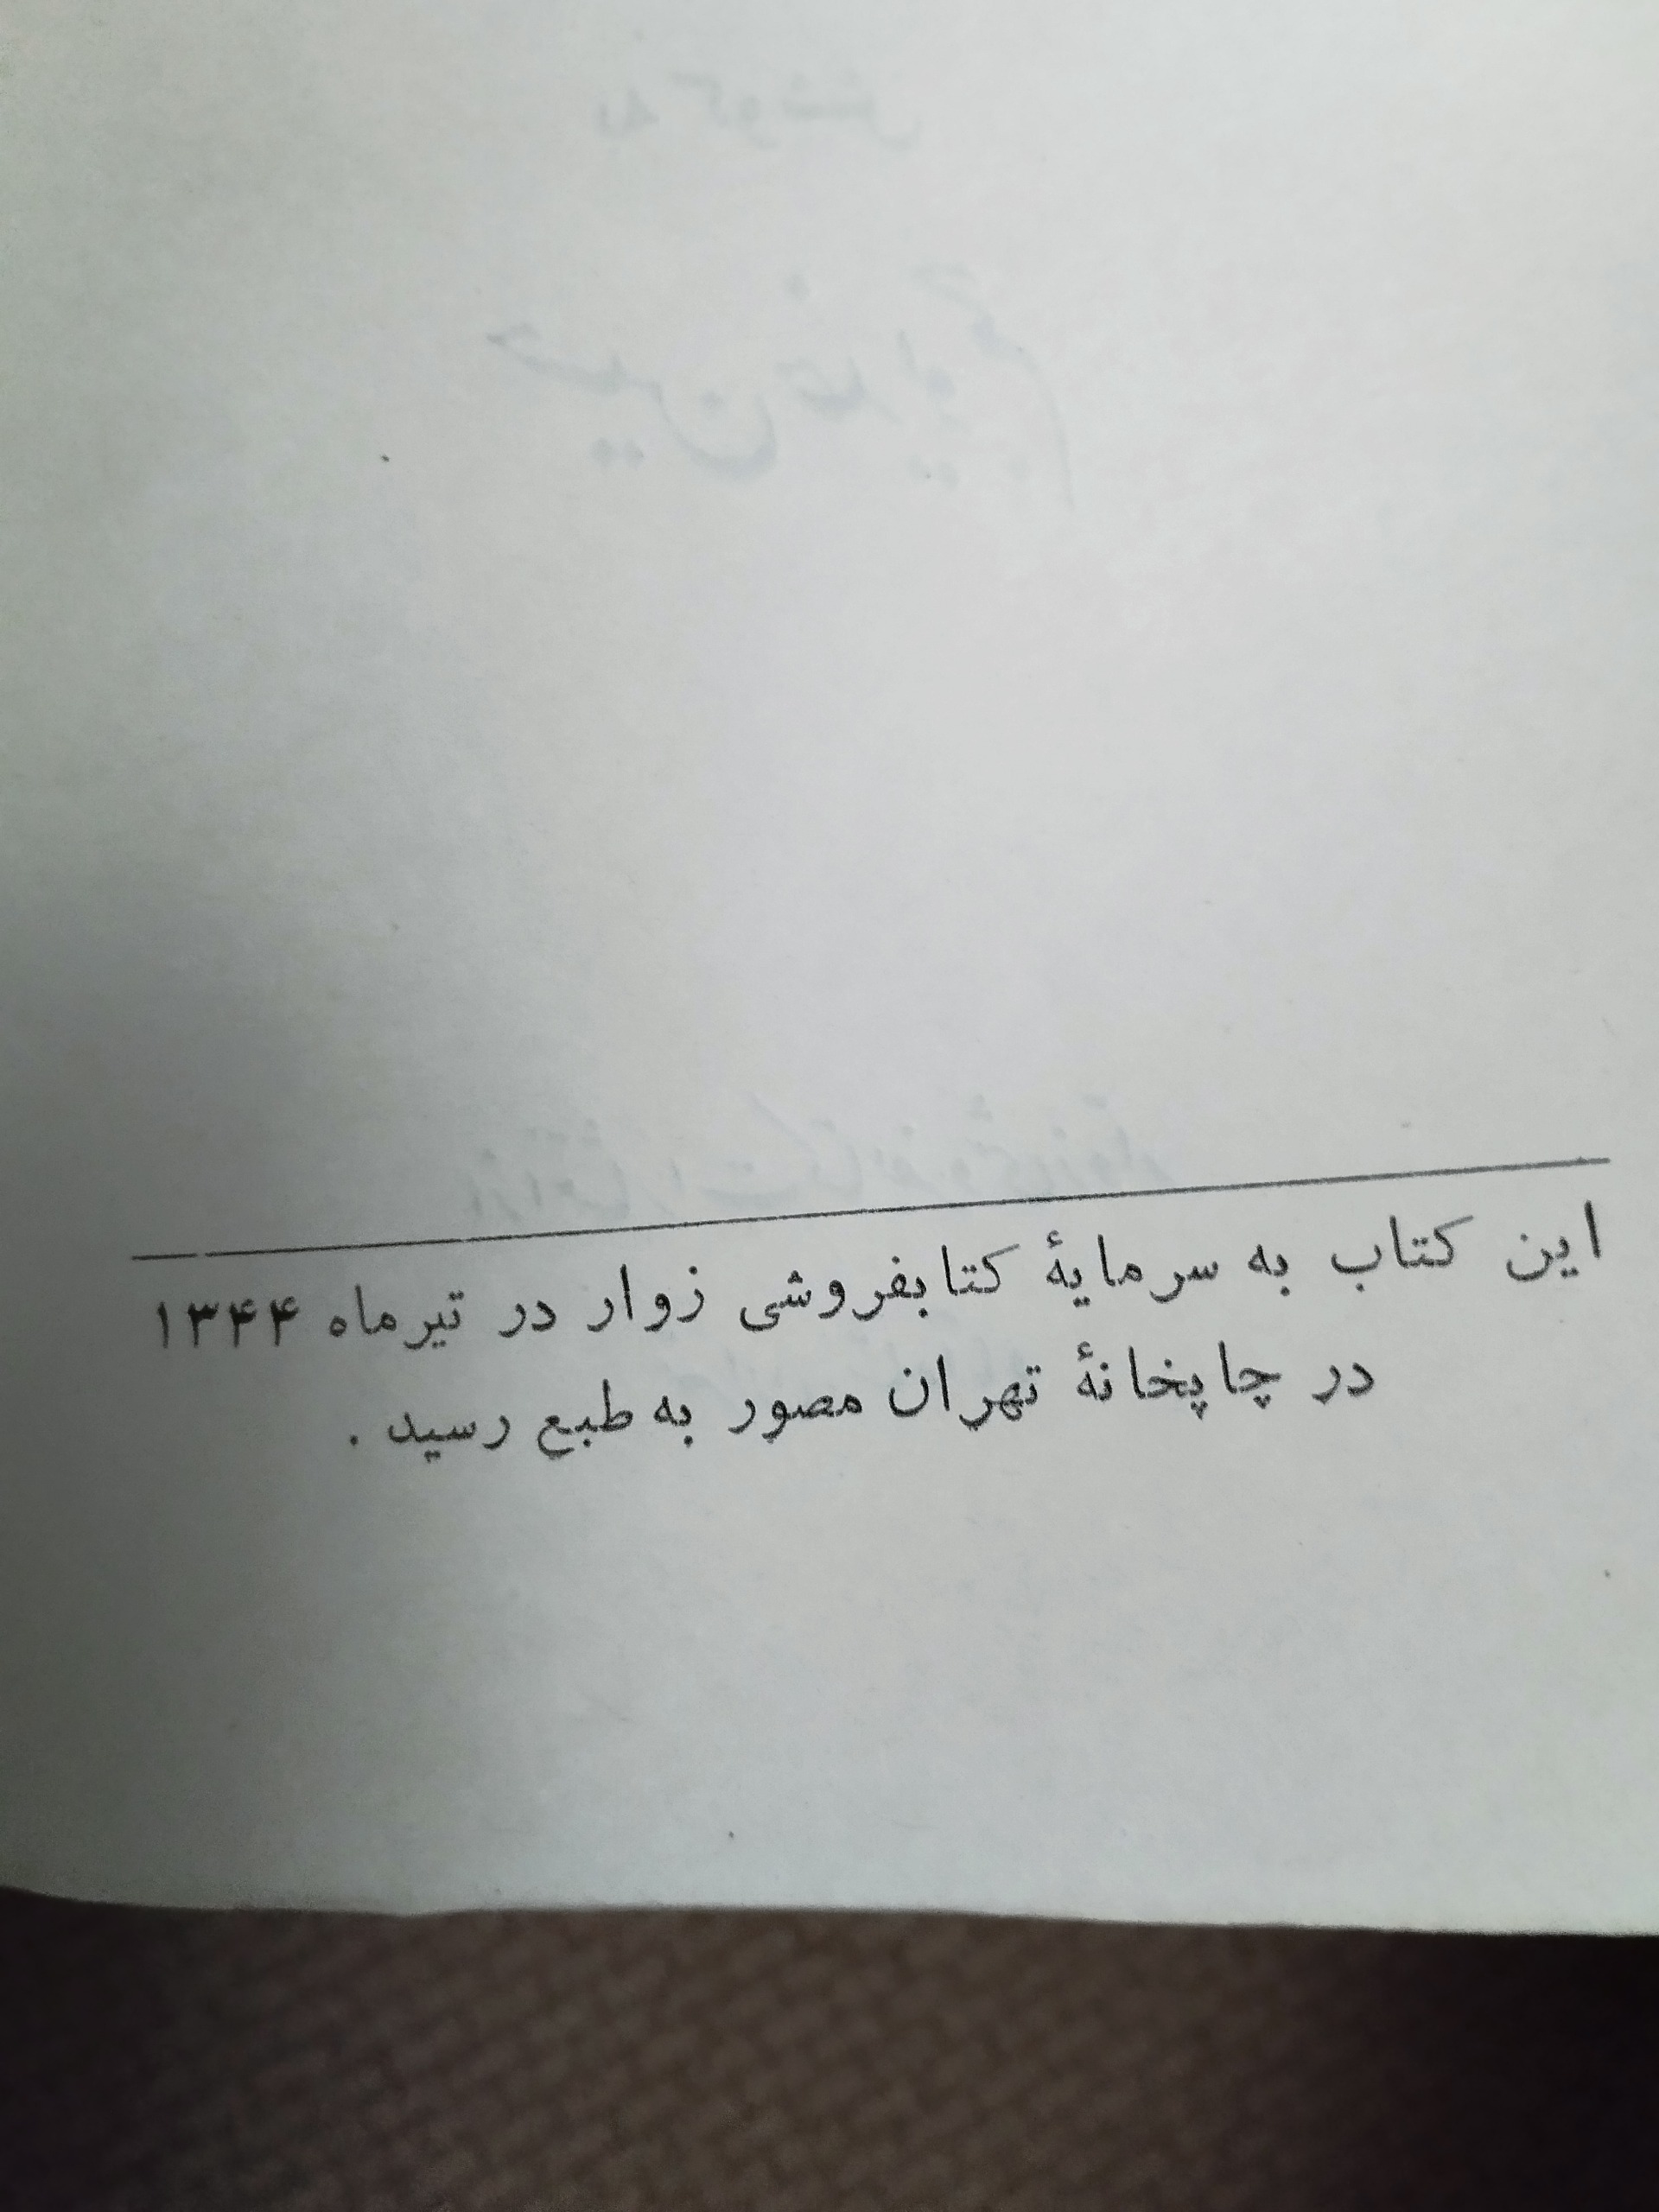 این کتاب به سرمایهٔ کتابفروشی زوار در تیرماه ۱۳۴۴
در چاپخانهٔ تهران مصور به طبع رسید .